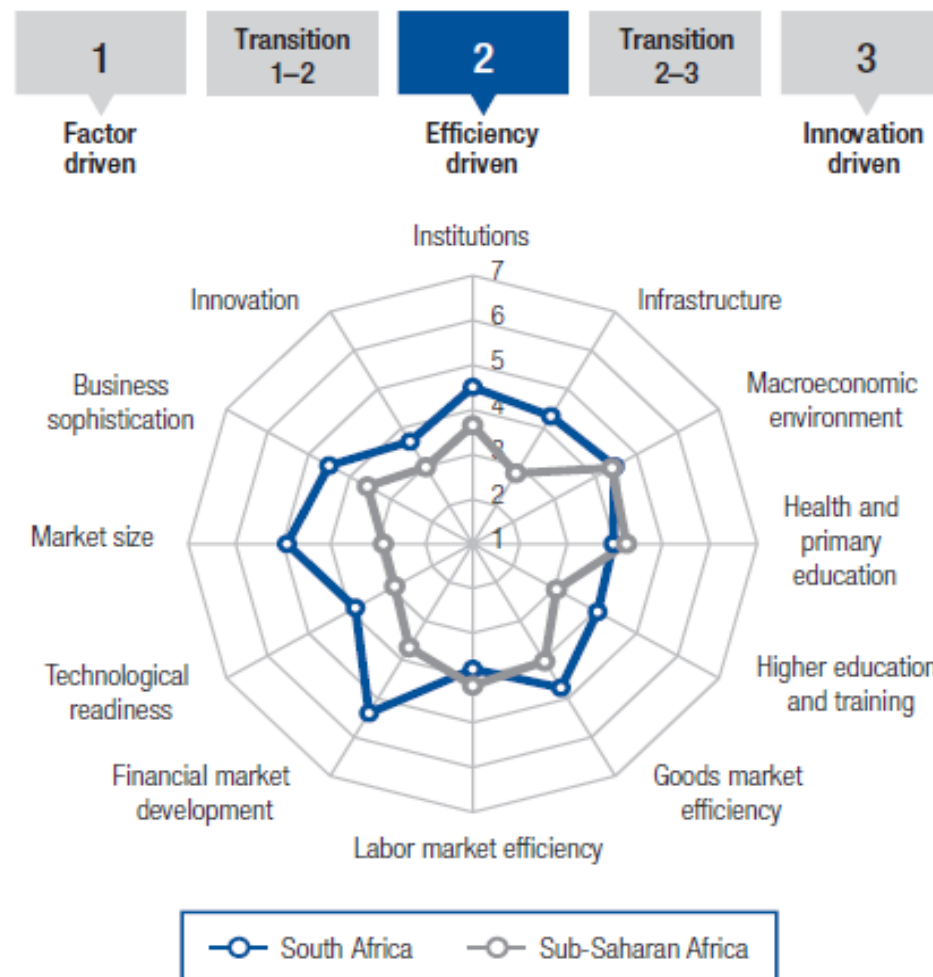 1
Transition
1–2
2
Transition
2–3
3
Factor
driven
Efficiency
driven
Innovation
driven
Institutions
7
6
5
4
3
2
1
Infrastructure
Macroeconomic
environment
Health and
primary
education
Higher education
and training
Goods market
efficiency
Labor market efficiency
Financial market
development
Technological
readiness
Market size
Business
sophistication
Innovation
South Africa
Sub-Saharan Africa